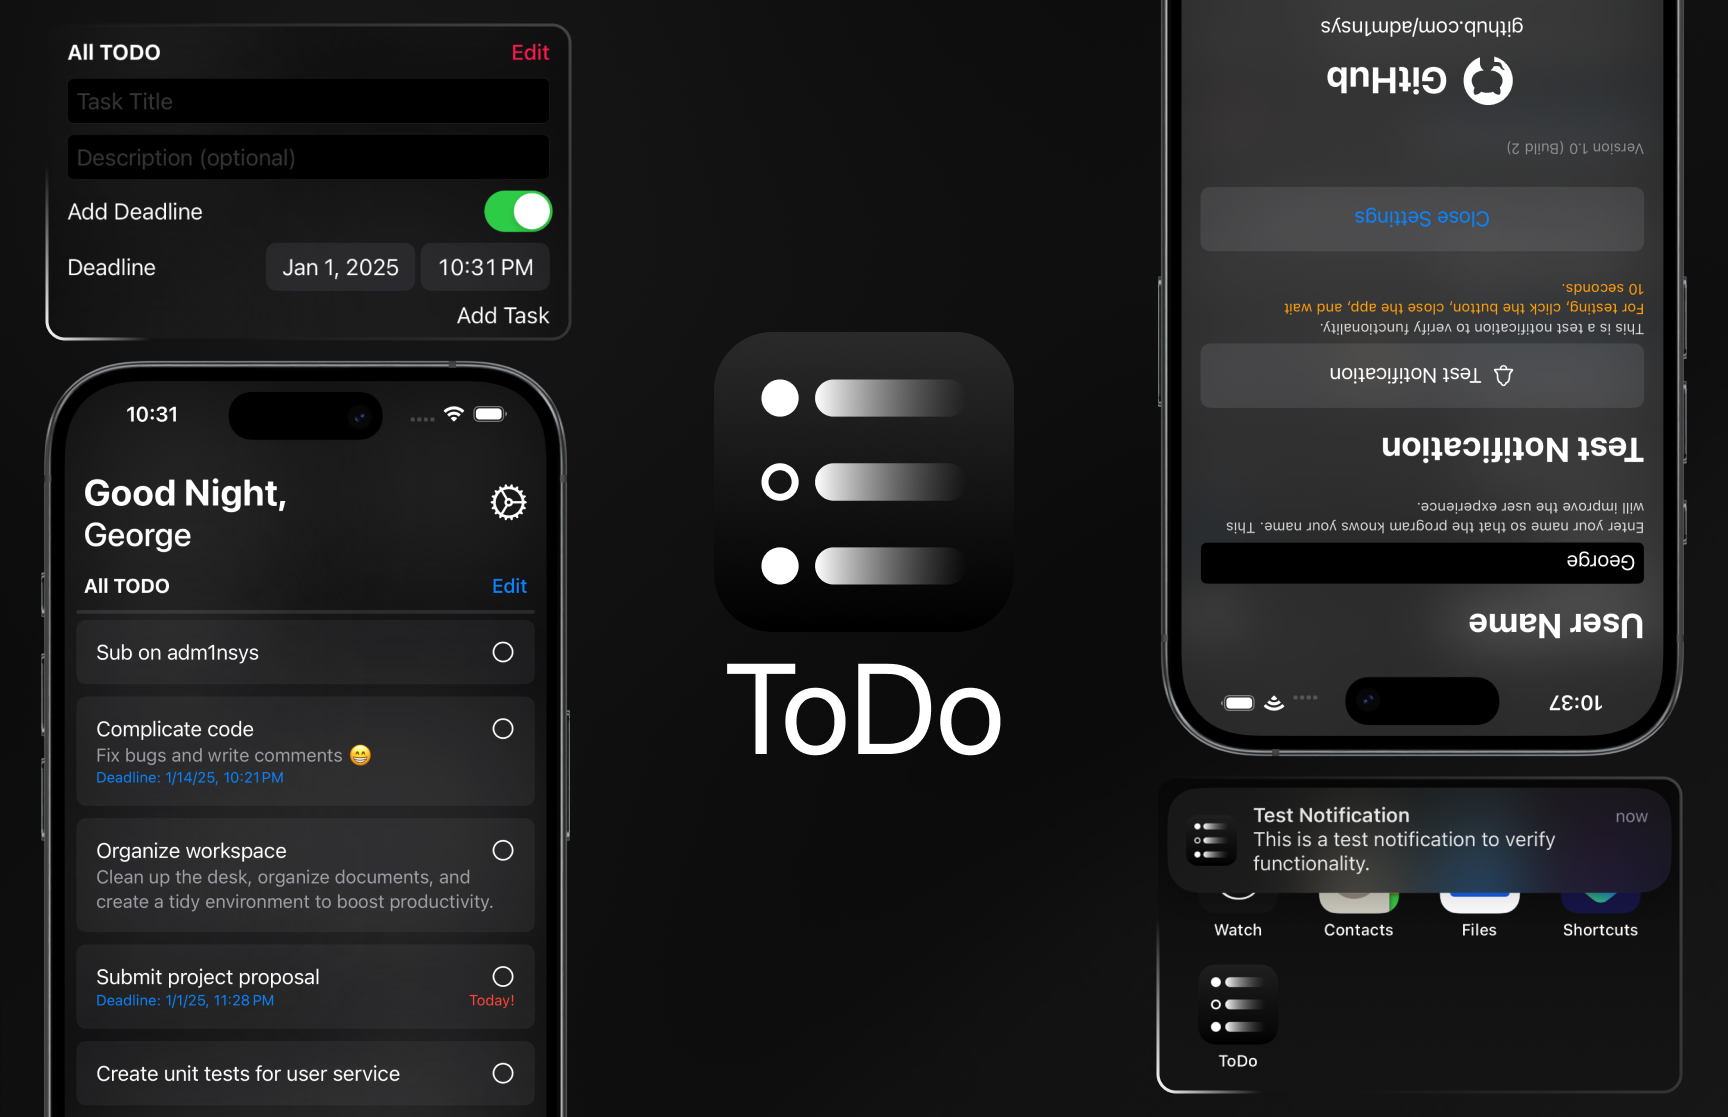 All TODO
Edit
Task Title
Description (optional)
Add Deadline
Deadline
Jan 1, 2025
10:31 PM
Add Task
10:31
Good Night,
George
All TODO
Edit
Sub on adm1nsys
Complicate code
Fix bugs and write comments 😁
Deadline: 1/14/25, 10:21 PM
Organize workspace
Clean up the desk, organize documents, and
create a tidy environment to boost productivity.
Submit project proposal
Deadline: 1/1/25, 11:28 PM
Today!
Create unit tests for user service
ToDo
10:37
User Name
George
Enter your name so that the program knows your name. This
will improve the user experience.
Test Notification
Test Notification
This is a test notification to verify functionality.
For testing, click the button, close the app, and wait
10 seconds.
Close Settings
Version 1.0 (Build 2)
GitHub
github.com/adm1nsys
Test Notification
now
This is a test notification to verify
functionality.
Watch
Contacts
Files
Shortcuts
ToDo